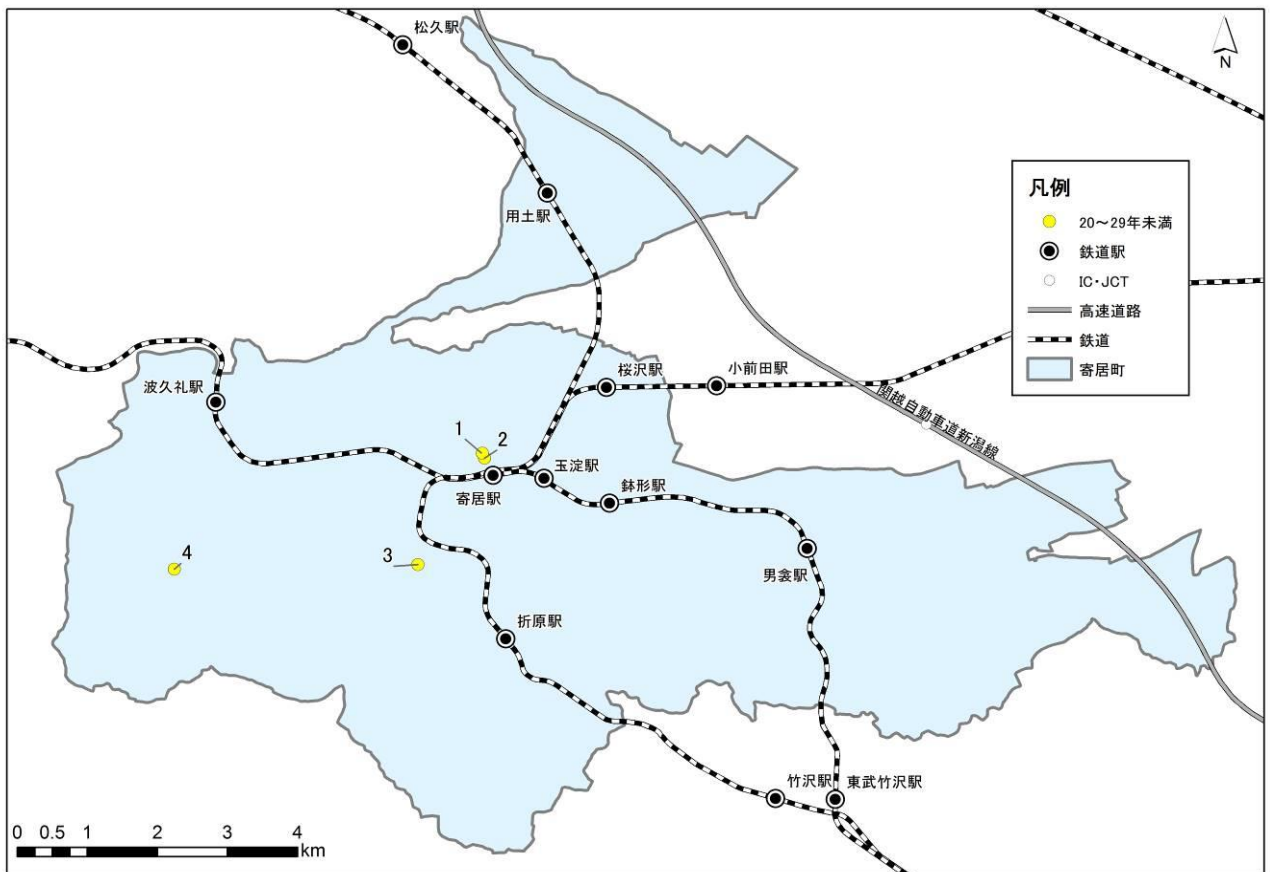 松久駅
N
用土駅
凡例
20～29年未満
鉄道駅
IC・JCT
高速道路
鉄道
寄居町
波久礼駅
桜沢駅
小前田駅
関越自動車道新潟線
1
2
寄居駅
玉淀駅
鉢形駅
4
3
男衾駅
折原駅
竹沢駅
東武竹沢駅
0 0.5 1 2 3 4
km